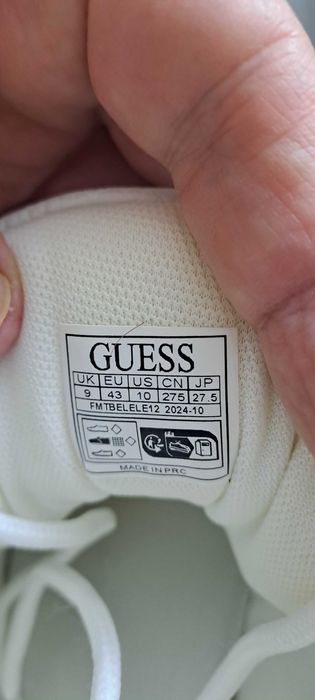 GUESS
UK EU US CN JP
9 43 10 275 27.5
FMTBELELE12 2024-10
MADE IN PRC